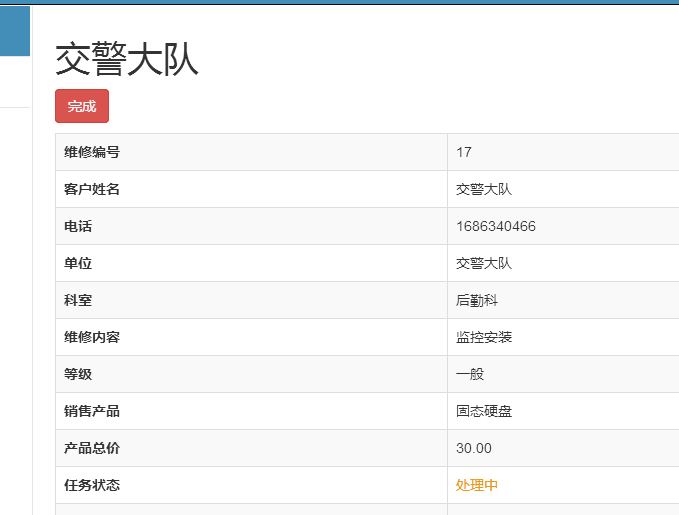 交警大队
完成
维修编号 17
客户姓名 交警大队
电话 1686340466
单位 交警大队
科室 后勤科
维修内容 监控安装
等级 一般
销售产品 固态硬盘
产品总价 30.00
任务状态 处理中